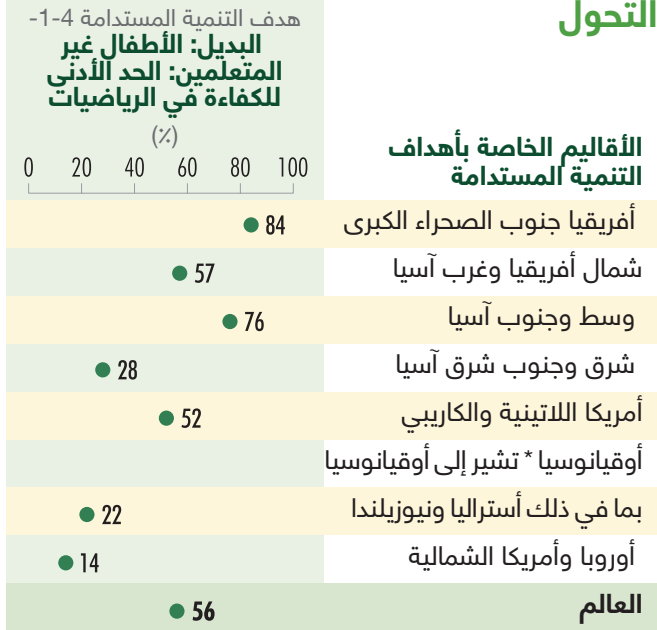 التحول
هدف التنمية المستدامة 4-1-
البديل: الأطفال غير
المتعلمين: الحد الأدنى
للكفاءة في الرياضيات
(٪)
0 20 40 60 80 100
الأقاليم الخاصة بأهداف
التنمية المستدامة
أفريقيا جنوب الصحراء الكبرى 84
شمال أفريقيا وغرب آسيا 57
وسط وجنوب آسيا 76
شرق وجنوب شرق آسيا 28
أمريكا اللاتينية والكاريبي 52
أوقيانوسيا * تشير إلى أوقيانوسيا
بما في ذلك أستراليا ونيوزيلندا 22
أوروبا وأمريكا الشمالية 14
العالم 56